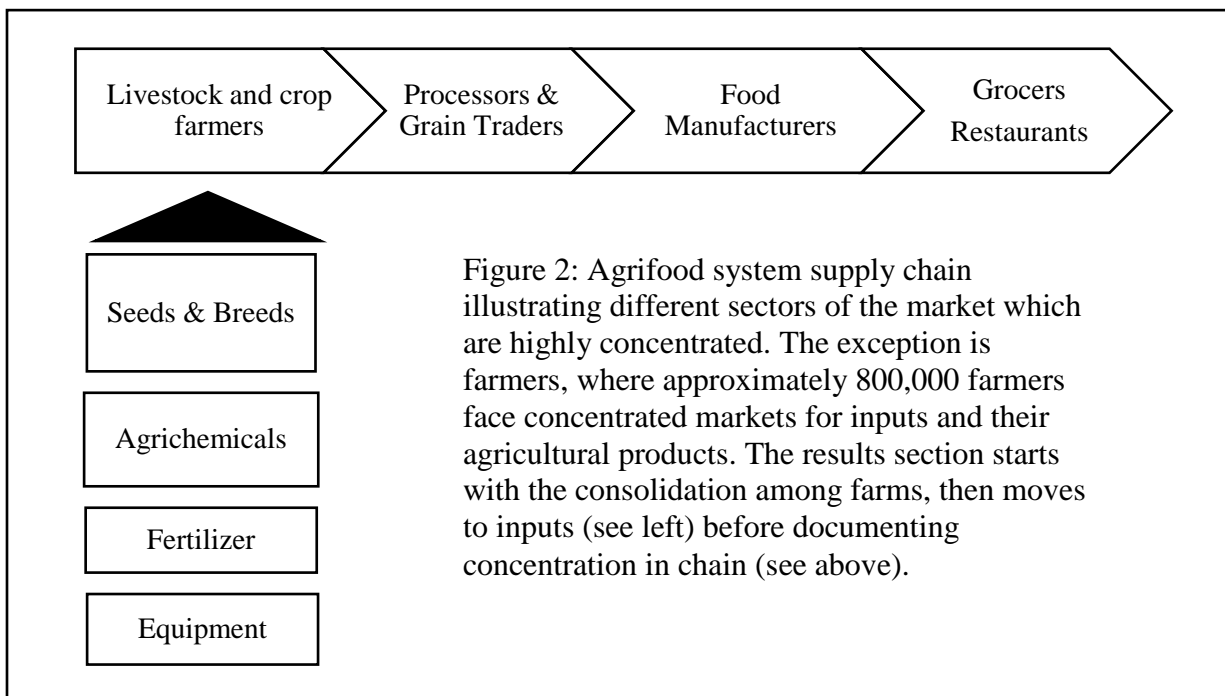 Livestock and crop
farmers
Processors &
Grain Traders
Food
Manufacturers
Grocers
Restaurants
Seeds & Breeds
Agrichemicals
Fertilizer
Equipment
Figure 2: Agrifood system supply chain
illustrating different sectors of the market which
are highly concentrated. The exception is
farmers, where approximately 800,000 farmers
face concentrated markets for inputs and their
agricultural products. The results section starts
with the consolidation among farms, then moves
to inputs (see left) before documenting
concentration in chain (see above).